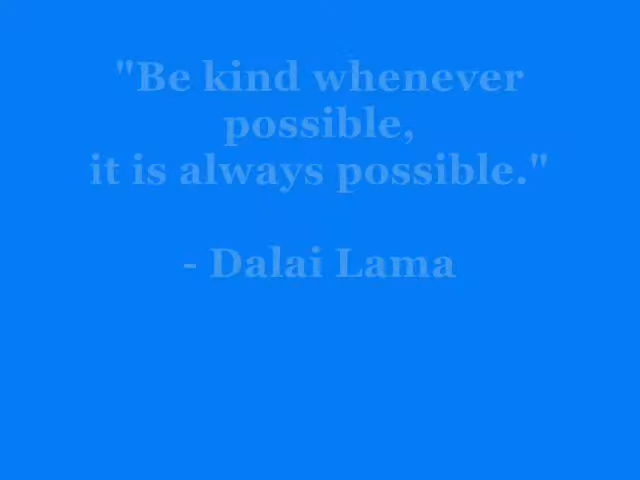 "Be kind whenever
possible,
it is always possible."
- Dalai Lama